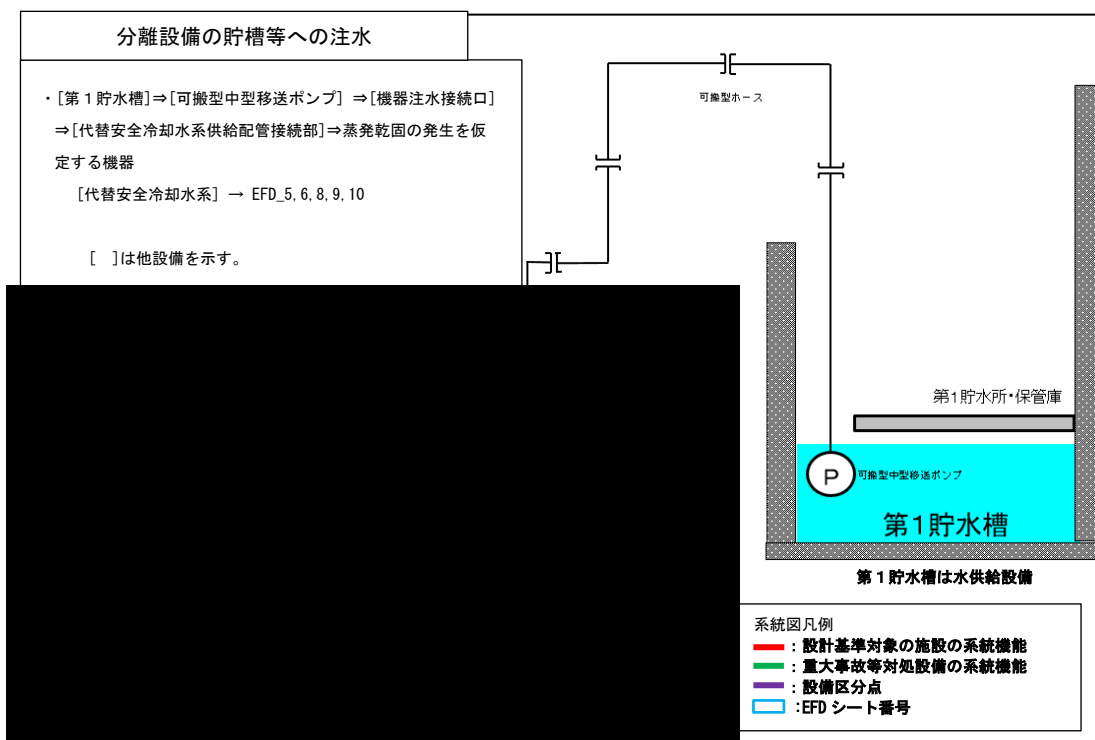 分離設備の貯槽等への注水
・[第1貯水槽]⇒[可搬型中型移送ポンプ]⇒[機器注水接続口]
⇒[代替安全冷却水系供給配管接続部]⇒蒸発乾固の発生を仮
定する機器
[代替安全冷却水系] → EFD_5, 6, 8, 9, 10
[ ]は他設備を示す。
可搬型ホース
第1貯水所・保管庫
P
可搬型中型移送ポンプ
第1貯水槽
第1貯水槽は水供給設備
系統図凡例
：設計基準対象の施設の系統機能
：重大事故等対処設備の系統機能
：設備区分点
:EFD シート番号